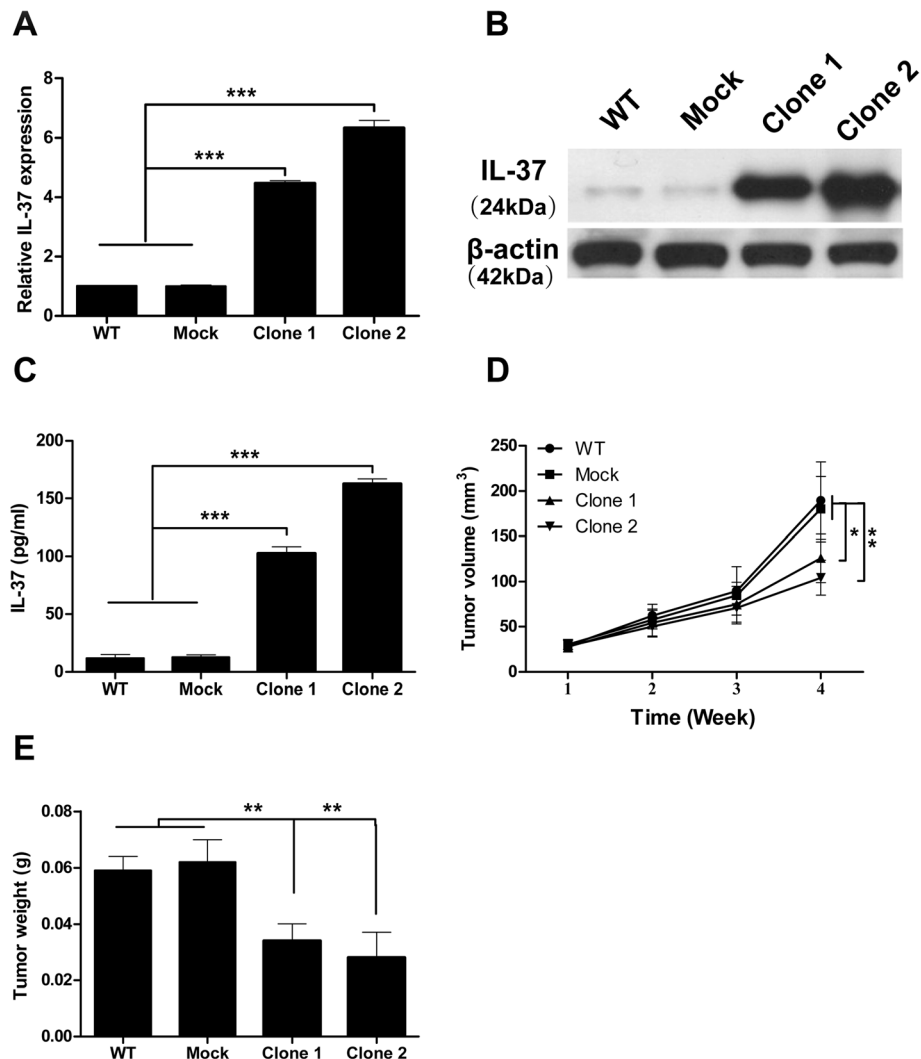 A
Relative IL-37 expression
8
6
4
2
0
***
***
WT
Mock
Clone 1
Clone 2
B
WT
Mock
Clone 1
Clone 2
IL-37
(24kDa)
β-actin
(42kDa)
C
IL-37 (pg/ml)
200
150
100
50
0
***
***
WT
Mock
Clone 1
Clone 2
D
Tumor volume (mm³)
250
200
150
100
50
0
WT
Mock
Clone 1
Clone 2
*
**
1
2
3
4
Time (Week)
E
Tumor weight (g)
0.08
0.06
0.04
0.02
0.00
**
**
WT
Mock
Clone 1
Clone 2